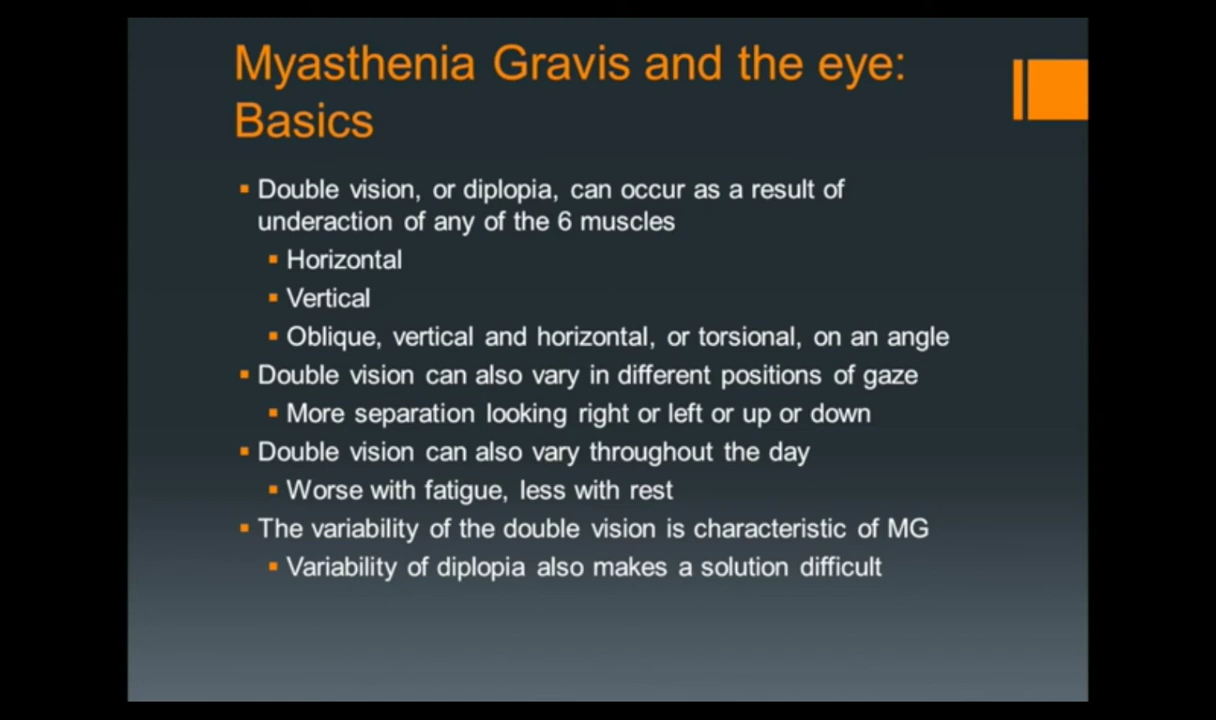 Myasthenia Gravis and the eye:
Basics
Double vision, or diplopia, can occur as a result of
underaction of any of the 6 muscles
Horizontal
Vertical
Oblique, vertical and horizontal, or torsional, on an angle
Double vision can also vary in different positions of gaze
More separation looking right or left or up or down
Double vision can also vary throughout the day
Worse with fatigue, less with rest
The variability of the double vision is characteristic of MG
Variability of diplopia also makes a solution difficult